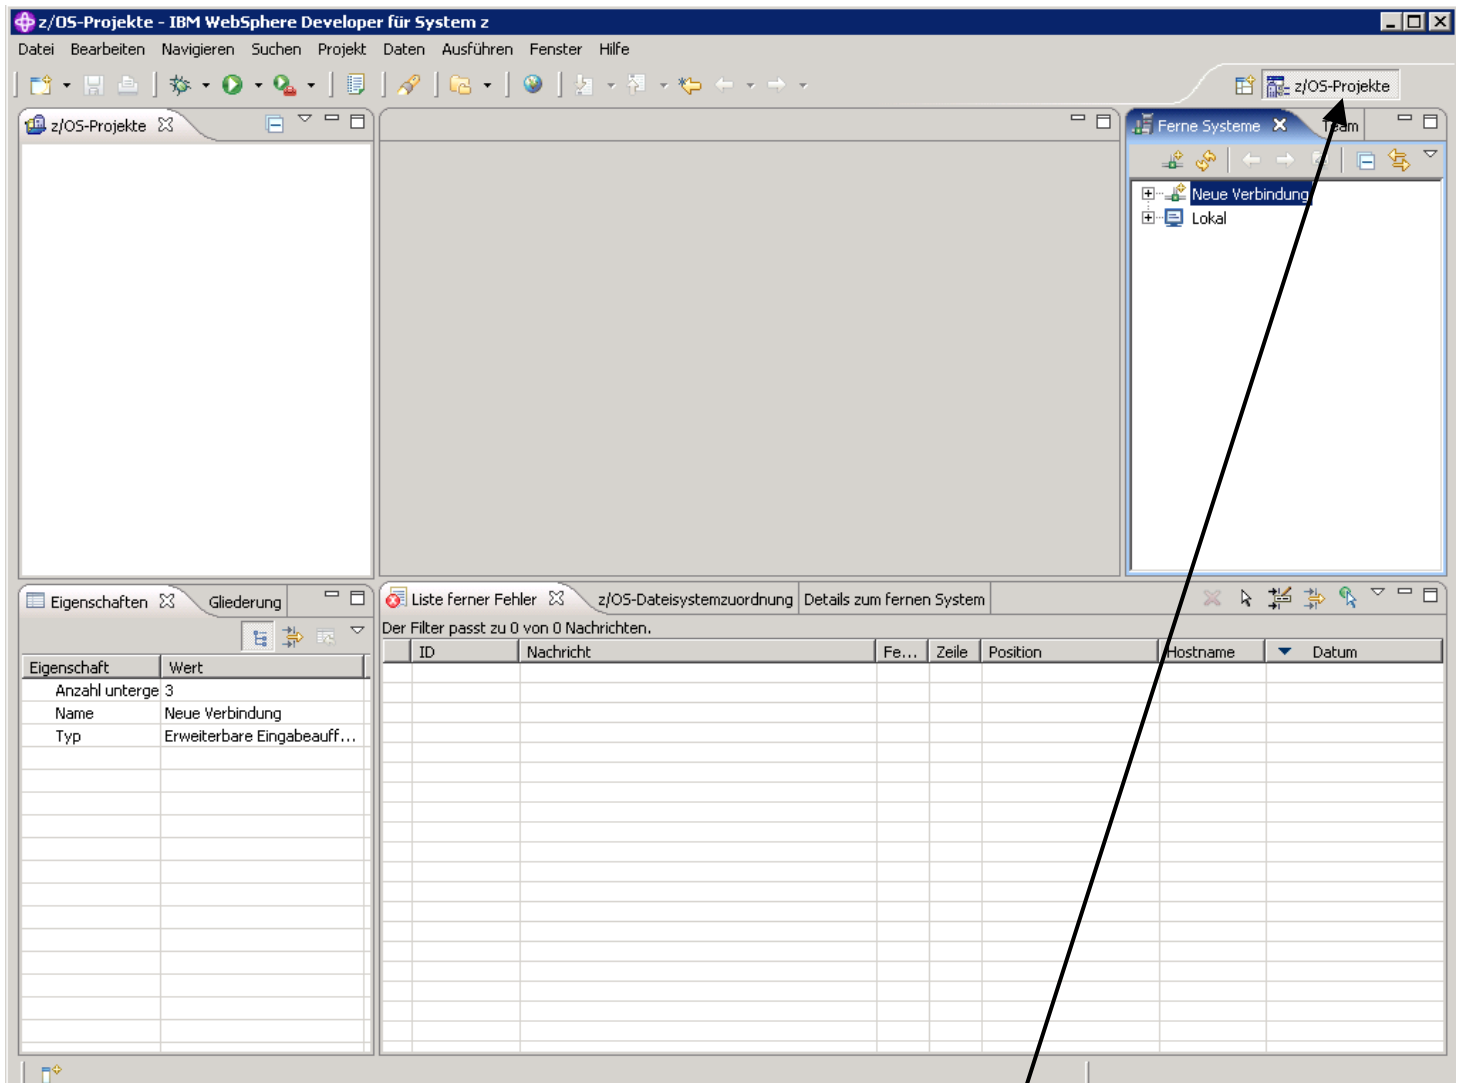 z/OS-Projekte - IBM WebSphere Developer für System z
Datei Bearbeiten Navigieren Suchen Projekt Daten Ausführen Fenster Hilfe
z/OS-Projekte
z/OS-Projekte
Ferne Systeme
Team
Neue Verbindung
Lokal
Eigenschaften
Gliederung
Eigenschaft Wert
Anzahl unterge 3
Name Neue Verbindung
Typ Erweiterbare Eingabeauff...
Liste ferner Fehler
z/OS-Dateisystemzuordnung
Details zum fernen System
Der Filter passt zu 0 von 0 Nachrichten.
ID Nachricht Fe... Zeile Position Hostname Datum